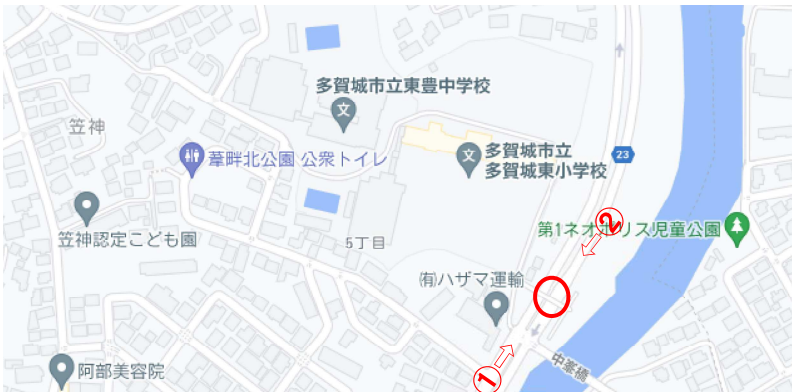 多賀城市立東豊中学校
文
笠神
葦畔北公園 公衆トイレ
文
多賀城市立
多賀城東小学校
23
笠神認定こども園
5丁目
第1ネオポリス児童公園
②
㈲ハザマ運輸
①
中峯橋
阿部美容院